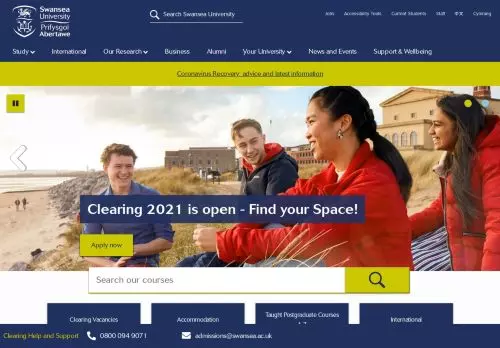 Swansea
University
Prifysgol
Abertawe
Search Swansea University
Jobs Accessibility Tools Current Students Staff 中文 Cymraeg
Study International Our Research Business Alumni Your University News and Events Support & Wellbeing
Coronavirus Recovery advice and latest information
Clearing 2021 is open - Find your Space!
Apply now
Search our courses
Clearing Vacancies
Accommodation
Taught Postgraduate Courses
International
Clearing Help and Support 0800 094 9071 admissions@swansea.ac.uk